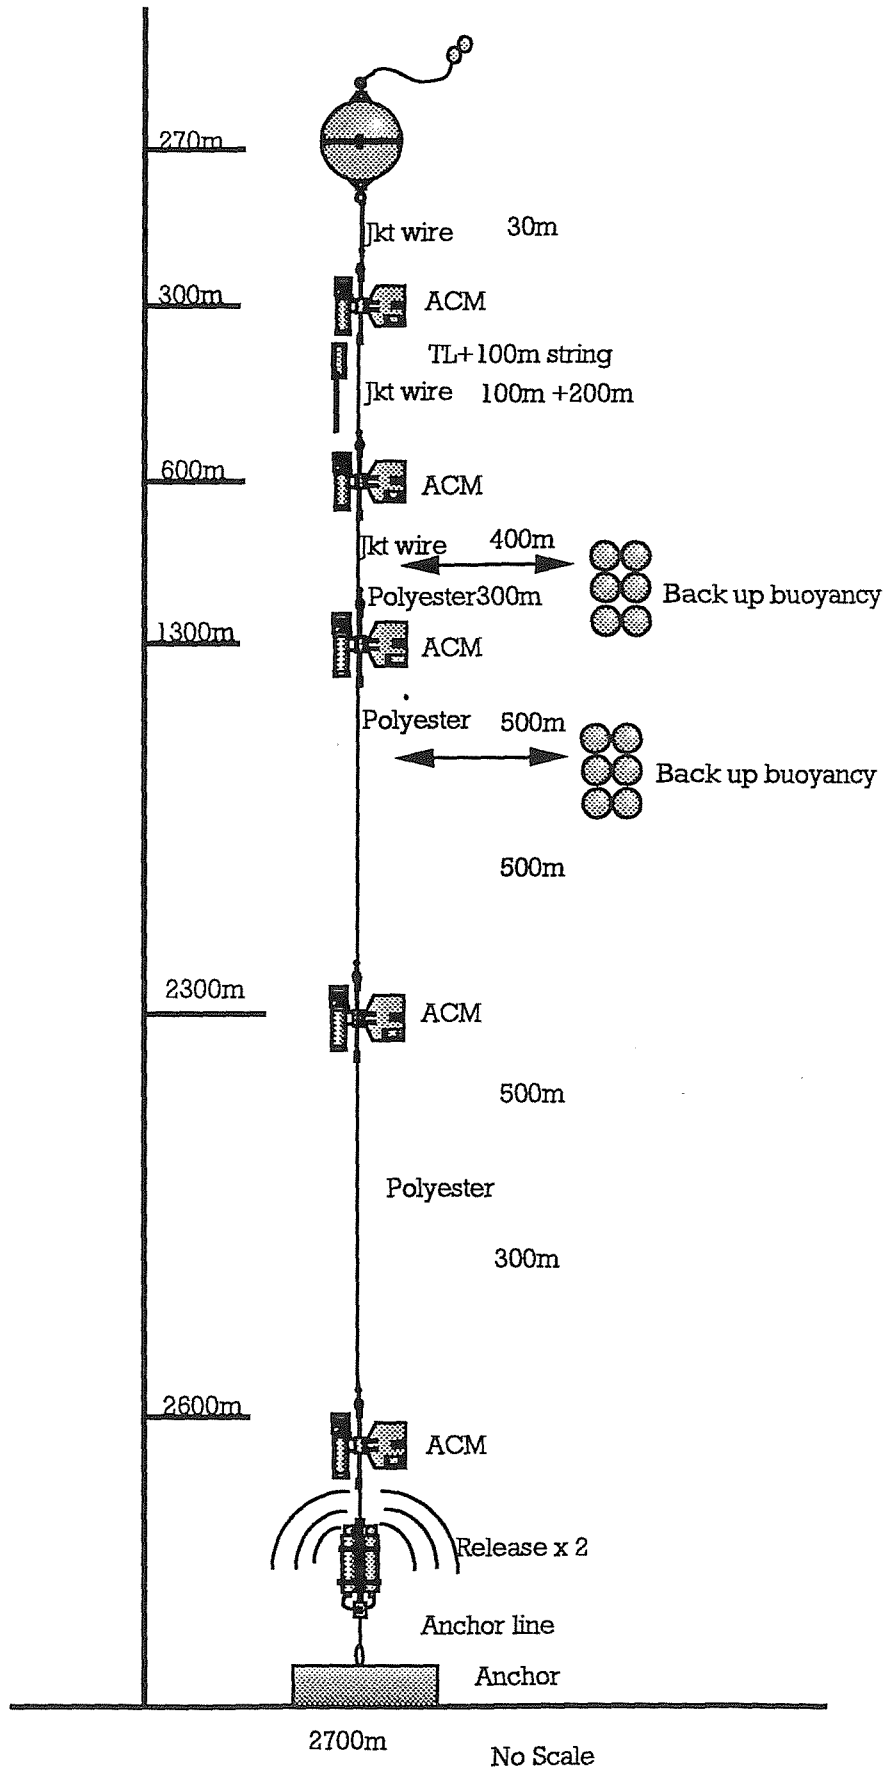 270m
Jkt wire 30m
300m ACM
TL+100m string
Jkt wire 100m +200m
600m ACM
Jkt wire 400m
Polyester300m Back up buoyancy
1300m ACM
Polyester 500m
Back up buoyancy
500m
2300m ACM
500m
Polyester
300m
2600m ACM
Release x 2
Anchor line
Anchor
2700m
No Scale